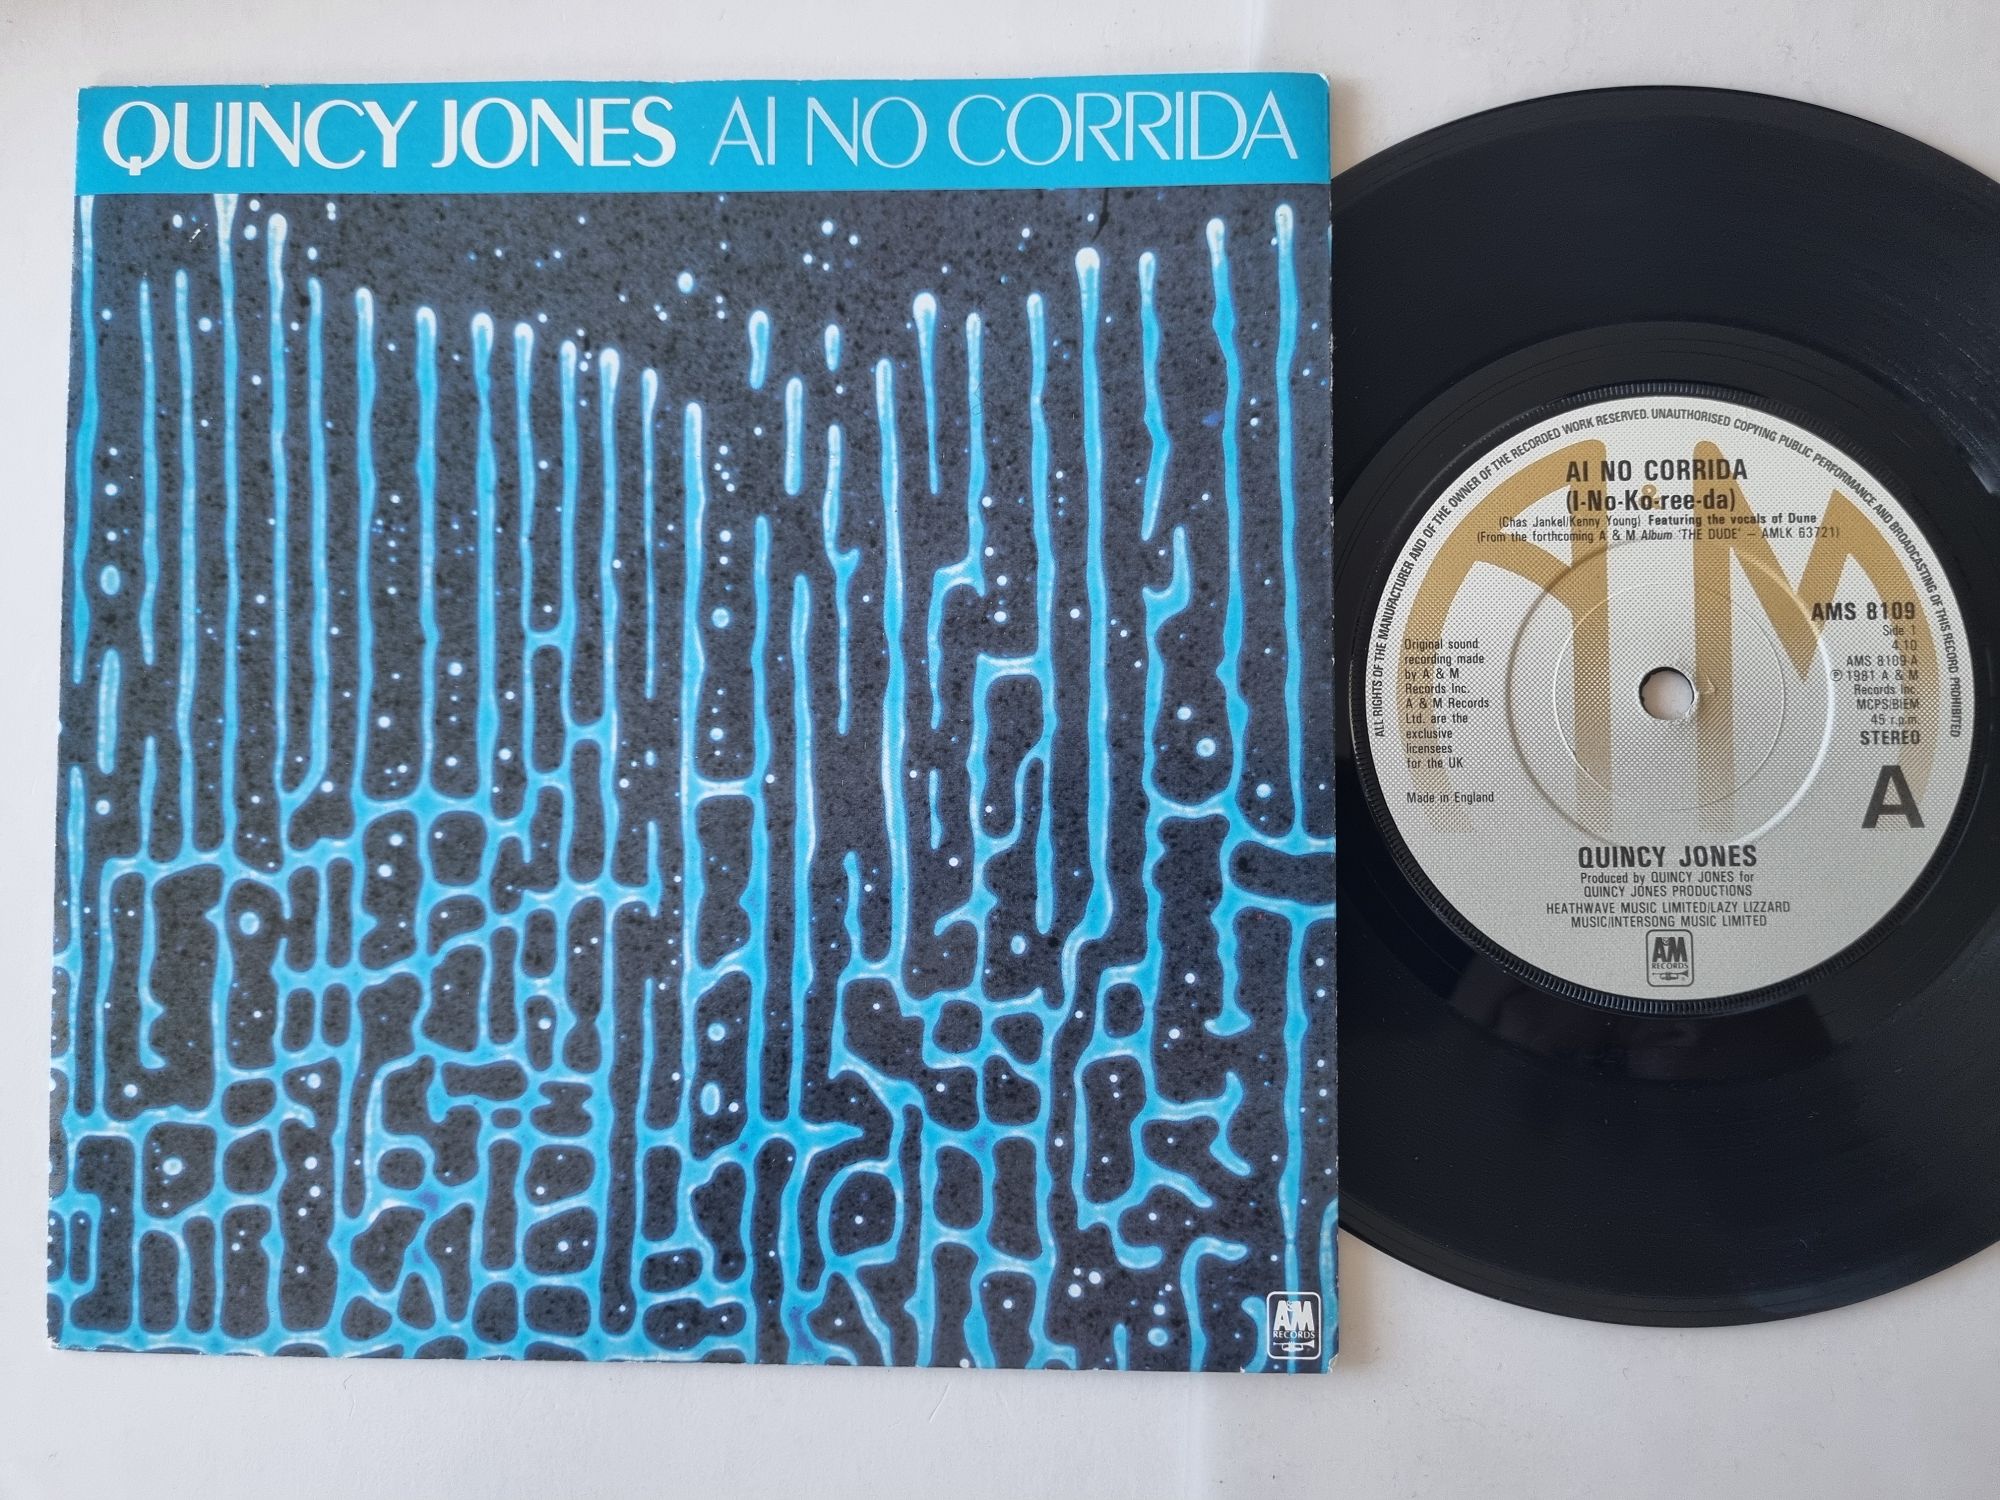 QUINCY JONES AI NO CORRIDA
A&M
RECORDS
ALL RIGHTS OF THE MANUFACTURER AND OF THE OWNER OF THE RECORDED WORK RESERVED. UNAUTHORISED COPYING PUBLIC PERFORMANCE AND BROADCASTING OF THIS RECORD PROHIBITED
A&M
AI NO CORRIDA
(I-No-Ko-ree-da)
(Chas Jankel/Kenny Young) Featuring the vocals of Dune
(From the forthcoming A & M Album 'THE DUDE' – AMLK 63721)
AMS 8109
Side 1
4.10
AMS 8109 A
℗ 1981 A & M
Records Inc.
MCPS/BIEM
45 r.p.m.
STEREO
A
Original sound
recording made
by A & M
Records Inc.
A & M Records
Ltd. are the
exclusive
licensees
for the UK
Made in England
QUINCY JONES
Produced by QUINCY JONES for
QUINCY JONES PRODUCTIONS
HEATHWAVE MUSIC LIMITED/LAZY LIZZARD
MUSIC/INTERSONG MUSIC LIMITED
A&M
RECORDS